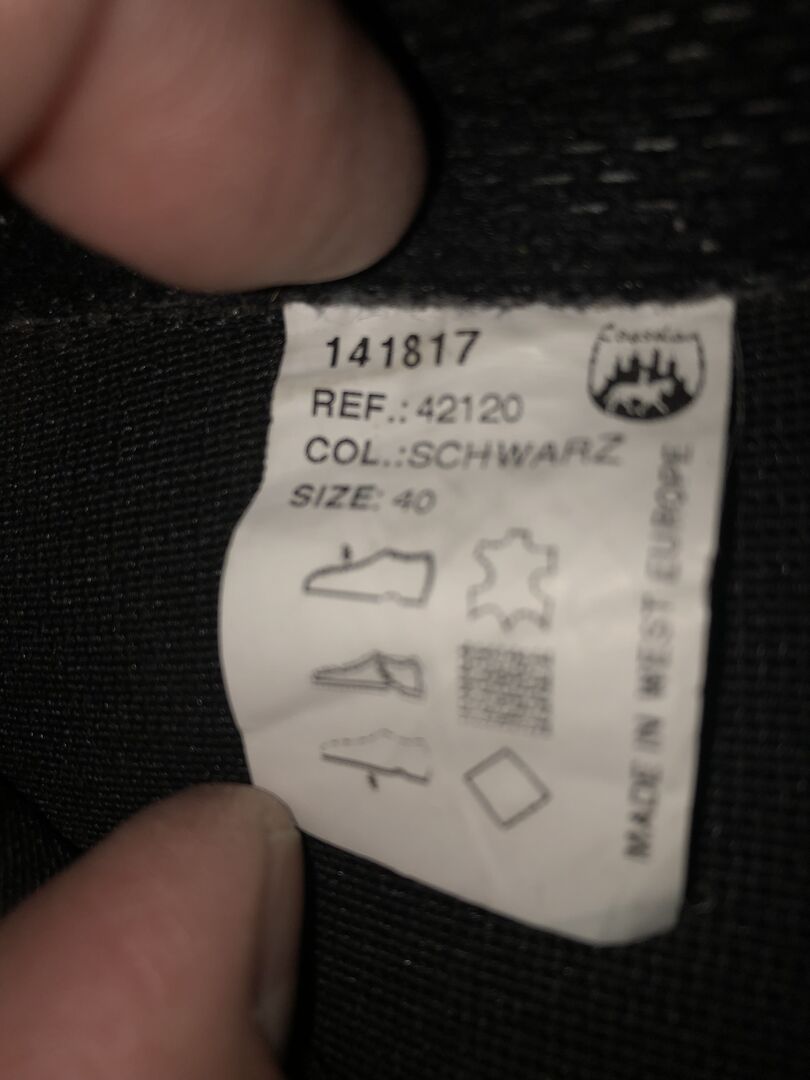 141817
REF.: 42120
COL.:SCHWARZ
SIZE: 40
MADE IN WEST EUROPE